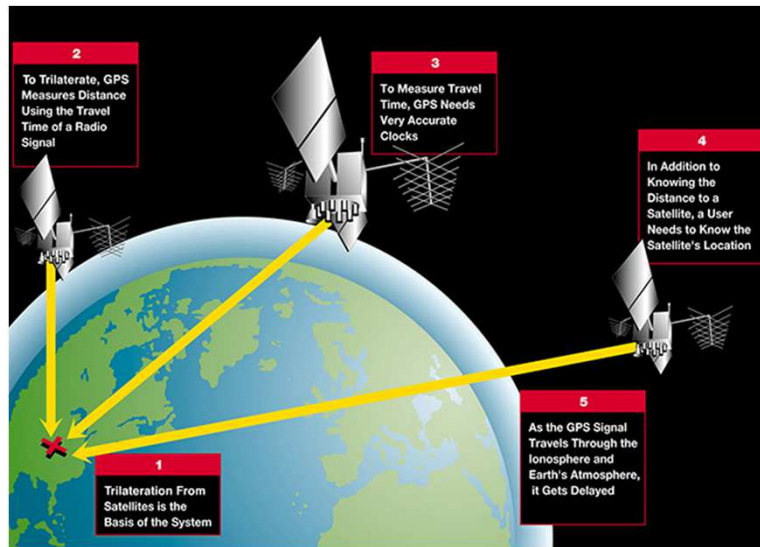 2
To Trilaterate, GPS
Measures Distance
Using the Travel
Time of a Radio
Signal
3
To Measure Travel
Time, GPS Needs
Very Accurate
Clocks
4
In Addition to
Knowing the
Distance to a
Satellite, a User
Needs to Know the
Satellite's Location
5
As the GPS Signal
Travels Through the
Ionosphere and
Earth's Atmosphere,
it Gets Delayed
1
Trilateration From
Satellites is the
Basis of the System